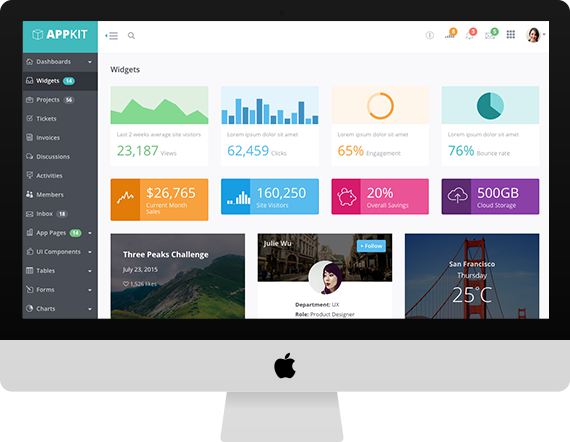 APPKIT
4
3
5
Dashboards
Widgets 14
Projects 56
Tickets
Invoices
Discussions
Activities
Members
Inbox 18
App Pages 14
UI Components
Tables
Forms
Charts
Widgets
Last 2 weeks average site visitors
23,187 Views
Lorem ipsum dolor sit amet
62,459 Clicks
Lorem ipsum dolor sit amet
65% Engagement
Lorem ipsum dolor sit amet
76% Bounce rate
$26,765
Current Month
Sales
160,250
Site Visitors
20%
Overall Savings
500GB
Cloud Storage
Three Peaks Challenge
July 23, 2015
1,526 likes
Julie Wu
+ Follow
Department: UX
Role: Product Designer
San Francisco
Thursday
25°C